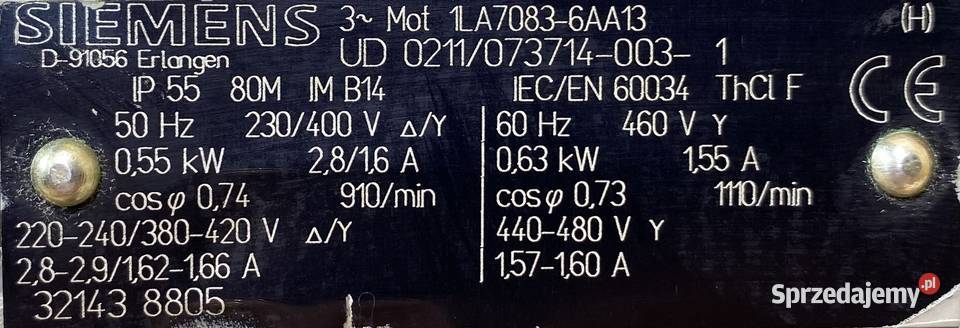 SIEMENS 3~ Mot 1LA7083-6AA13 (H)
D-91056 Erlangen UD 0211/073714-003- 1
IP 55 80M IM B14 IEC/EN 60034 ThCl F CE
50 Hz 230/400 V △/Y 60 Hz 460 V Y
0,55 kW 2,8/1,6 A 0,63 kW 1,55 A
cosφ 0,74 910/min cosφ 0,73 1110/min
220-240/380-420 V △/Y 440-480 V Y
2,8-2,9/1,62-1,66 A 1,57-1,60 A
32143 8805
Sprzedajemy.pl